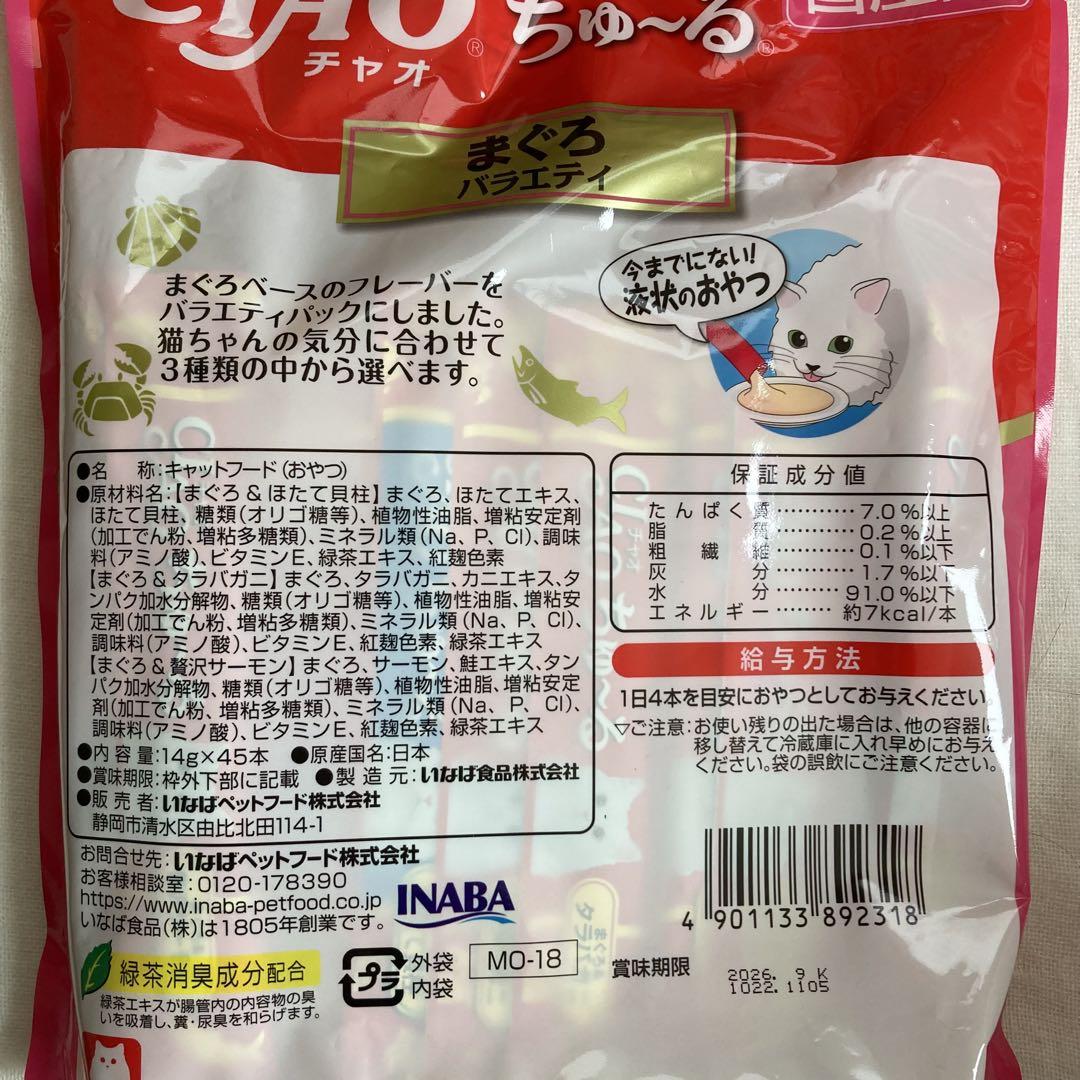 CIAO® ちゅ～る®
チャオ
まぐろ
バラエティ
まぐろベースのフレーバーを
バラエティパックにしました。
猫ちゃんの気分に合わせて
3種類の中から選べます。
今までにない!
液状のおやつ
●名　称:キャットフード(おやつ)
●原材料名:【まぐろ&ほたて貝柱】まぐろ、ほたてエキス、
ほたて貝柱、糖類(オリゴ糖等)、植物性油脂、増粘安定剤
(加工でん粉、増粘多糖類)、ミネラル類(Na、P、Cl)、調味
料(アミノ酸)、ビタミンE、緑茶エキス、紅麹色素
【まぐろ&タラバガニ】まぐろ、タラバガニ、カニエキス、タ
ンパク加水分解物、糖類(オリゴ糖等)、植物性油脂、増粘安
定剤(加工でん粉、増粘多糖類)、ミネラル類(Na、P、Cl)、
調味料(アミノ酸)、ビタミンE、紅麹色素、緑茶エキス
【まぐろ&贅沢サーモン】まぐろ、サーモン、鮭エキス、タン
パク加水分解物、糖類(オリゴ糖等)、植物性油脂、増粘安定
剤(加工でん粉、増粘多糖類)、ミネラル類(Na、P、Cl)、
調味料(アミノ酸)、ビタミンE、紅麹色素、緑茶エキス
●内容量:14g×45本　●原産国名:日本
●賞味期限:枠外下部に記載　●製造元:いなば食品株式会社
●販売者:いなばペットフード株式会社
静岡市清水区由比北田114-1
保証成分値
たんぱく質………… 7.0%以上
脂質………… 0.2%以上
粗繊維………… 0.1%以下
灰分………… 1.7%以下
水分………… 91.0%以下
エネルギー……… 約7kcal/本
給与方法
1日4本を目安におやつとしてお与えください。
▽ご注意:お使い残りの出た場合は、他の容器に
移し替えて冷蔵庫に入れ早めにお与え
ください。袋の誤飲にご注意ください。
お問合せ先:いなばペットフード株式会社
お客様相談室:0120-178390
https://www.inaba-petfood.co.jp
いなば食品(株)は1805年創業です。
INABA
4 901133 892318
緑茶消臭成分配合
緑茶エキスが腸管内の内容物の臭
いを吸着し、糞・尿臭を和らげます。
プラ
外袋
内袋
MO-18
賞味期限
2026. 9 K
1022.1105